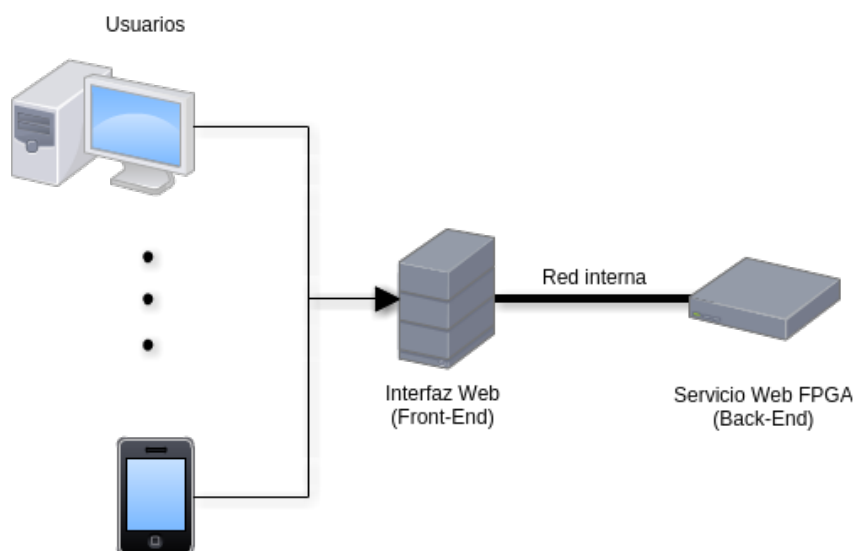 Usuarios
Red interna
Interfaz Web
(Front-End)
Servicio Web FPGA
(Back-End)